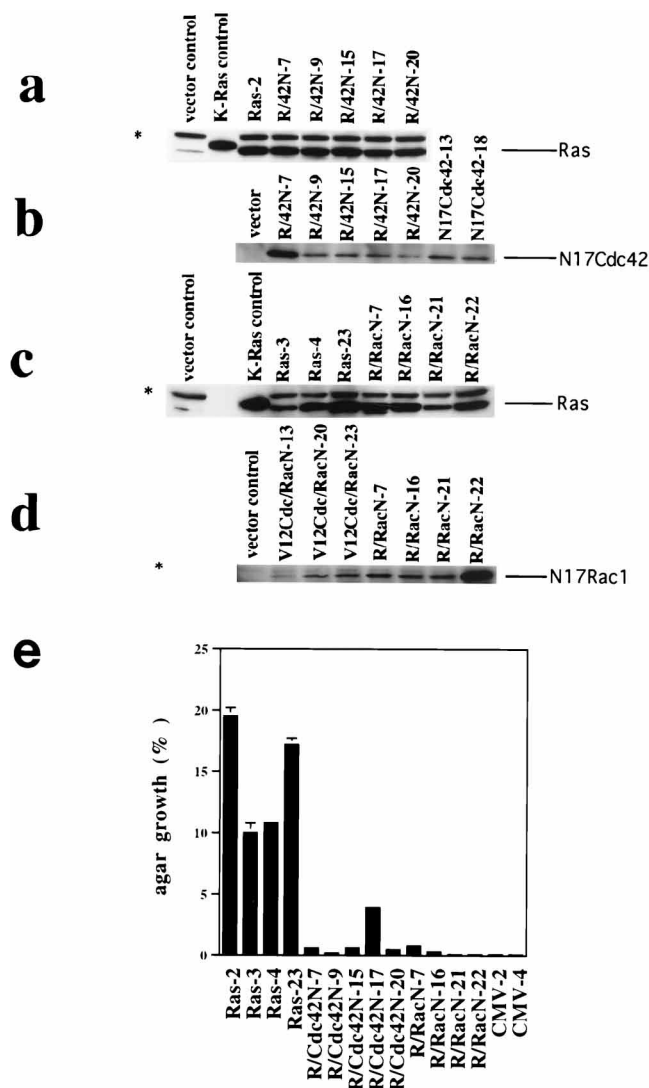 a
vector control
K-Ras control
Ras-2
R/42N-7
R/42N-9
R/42N-15
R/42N-17
R/42N-20
*
Ras
b
vector
R/42N-7
R/42N-9
R/42N-15
R/42N-17
R/42N-20
N17Cdc42-13
N17Cdc42-18
N17Cdc42
c
vector control
K-Ras control
Ras-3
Ras-4
Ras-23
R/RacN-7
R/RacN-16
R/RacN-21
R/RacN-22
*
Ras
d
vector control
V12Cdc/RacN-13
V12Cdc/RacN-20
V12Cdc/RacN-23
R/RacN-7
R/RacN-16
R/RacN-21
R/RacN-22
*
N17Rac1
e
agar growth (%)
25
20
15
10
5
0
Ras-2
Ras-3
Ras-4
Ras-23
R/Cdc42N-7
R/Cdc42N-9
R/Cdc42N-15
R/Cdc42N-17
R/Cdc42N-20
R/RacN-7
R/RacN-16
R/RacN-21
R/RacN-22
CMV-2
CMV-4